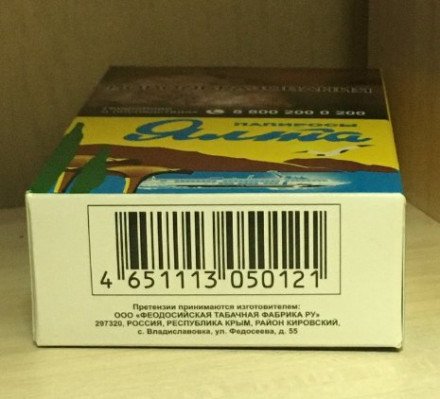 8 800 200 0 200
ПАПИРОСЫ
Ялта
4 651113 050121
Претензии принимаются изготовителем:
ООО «ФЕОДОСИЙСКАЯ ТАБАЧНАЯ ФАБРИКА РУ»
297320, РОССИЯ, РЕСПУБЛИКА КРЫМ, РАЙОН КИРОВСКИЙ,
с. Владиславовка, ул. Федосеева, д. 55